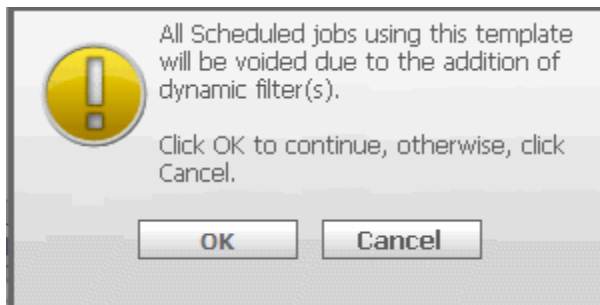 All Scheduled jobs using this template
will be voided due to the addition of
dynamic filter(s).
Click OK to continue, otherwise, click
Cancel.
OK
Cancel